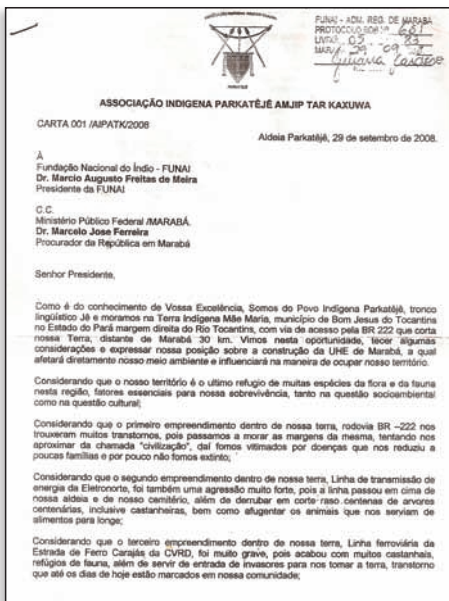 FUNAI - ADM. REG. DE MARABÁ
PROTOCOLO
LIVRO 05
ASSOCIAÇÃO INDIGENA PARKATÊJÊ AMJIP TAR KAXUWA
CARTA 001 /AIPATK/2008
Aldeia Parkatêjê, 29 de setembro de 2008.
À
Fundação Nacional do Índio - FUNAI
Dr. Marcio Augusto Freitas de Meira
Presidente da FUNAI
C.C.
Ministério Público Federal /MARABÁ.
Dr. Marcelo Jose Ferreira
Procurador da República em Marabá
Senhor Presidente,
Como é do conhecimento de Vossa Excelência, Somos do Povo Indígena Parkatêjê, tronco
lingüístico Jê e moramos na Terra Indígena Mãe Maria, município de Bom Jesus do Tocantins
no Estado do Pará margem direita do Rio Tocantins, com via de acesso pela BR 222 que corta
nossa Terra, distante de Marabá 30 km. Vimos nesta oportunidade, tecer algumas
considerações e expressar nossa posição sobre a construção da UHE de Marabá, a qual
afetará diretamente nosso meio ambiente e influenciará na maneira de ocupar nosso território.
Considerando que o nosso território é o ultimo refugio de muitas espécies da flora e da fauna
nesta região, fatores essenciais para nossa sobrevivência, tanto na questão socioambiental
como na questão cultural;
Considerando que o primeiro empreendimento dentro de nossa terra, rodovia BR –222 nos
trouxeram muitos transtornos, pois passamos a morar as margens da mesma, tentando nos
aproximar da chamada "civilização", daí fomos vitimados por doenças que nos reduziu a
poucas famílias e por pouco não fomos extinto;
Considerando que o segundo empreendimento dentro de nossa terra, Linha de transmissão de
energia da Eletronorte, foi também uma agressão muito forte, pois a linha passou em cima de
nossa aldeia e de nosso cemitério, além de derrubar em corte raso centenas de arvores
centenárias, inclusive castanheiras, bem como afugentar os animais que nos serviam de
alimentos para longe;
Considerando que o terceiro empreendimento dentro de nossa terra, Linha ferroviária da
Estrada de Ferro Carajás da CVRD, foi muito grave, pois acabou com muitos castanhais,
refúgios de fauna, além de servir de entrada de invasores para nos tomar a terra, transtorno
que até os dias de hoje estão marcados em nossa comunidade;